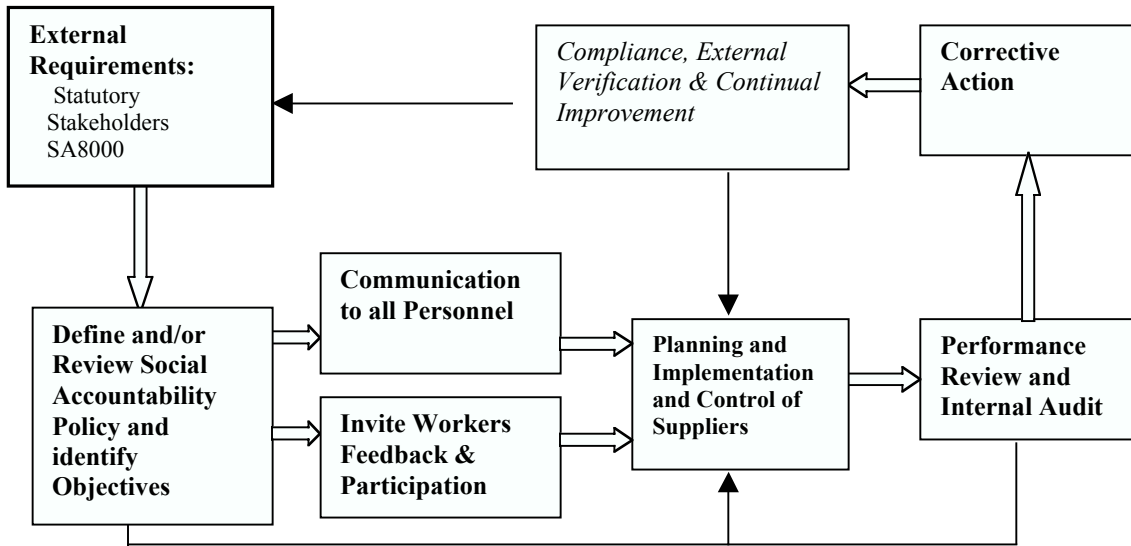 External
Requirements:
Statutory
Stakeholders
SA8000
Compliance, External
Verification & Continual
Improvement
Corrective
Action
Define and/or
Review Social
Accountability
Policy and
identify
Objectives
Communication
to all Personnel
Invite Workers
Feedback &
Participation
Planning and
Implementation
and Control of
Suppliers
Performance
Review and
Internal Audit